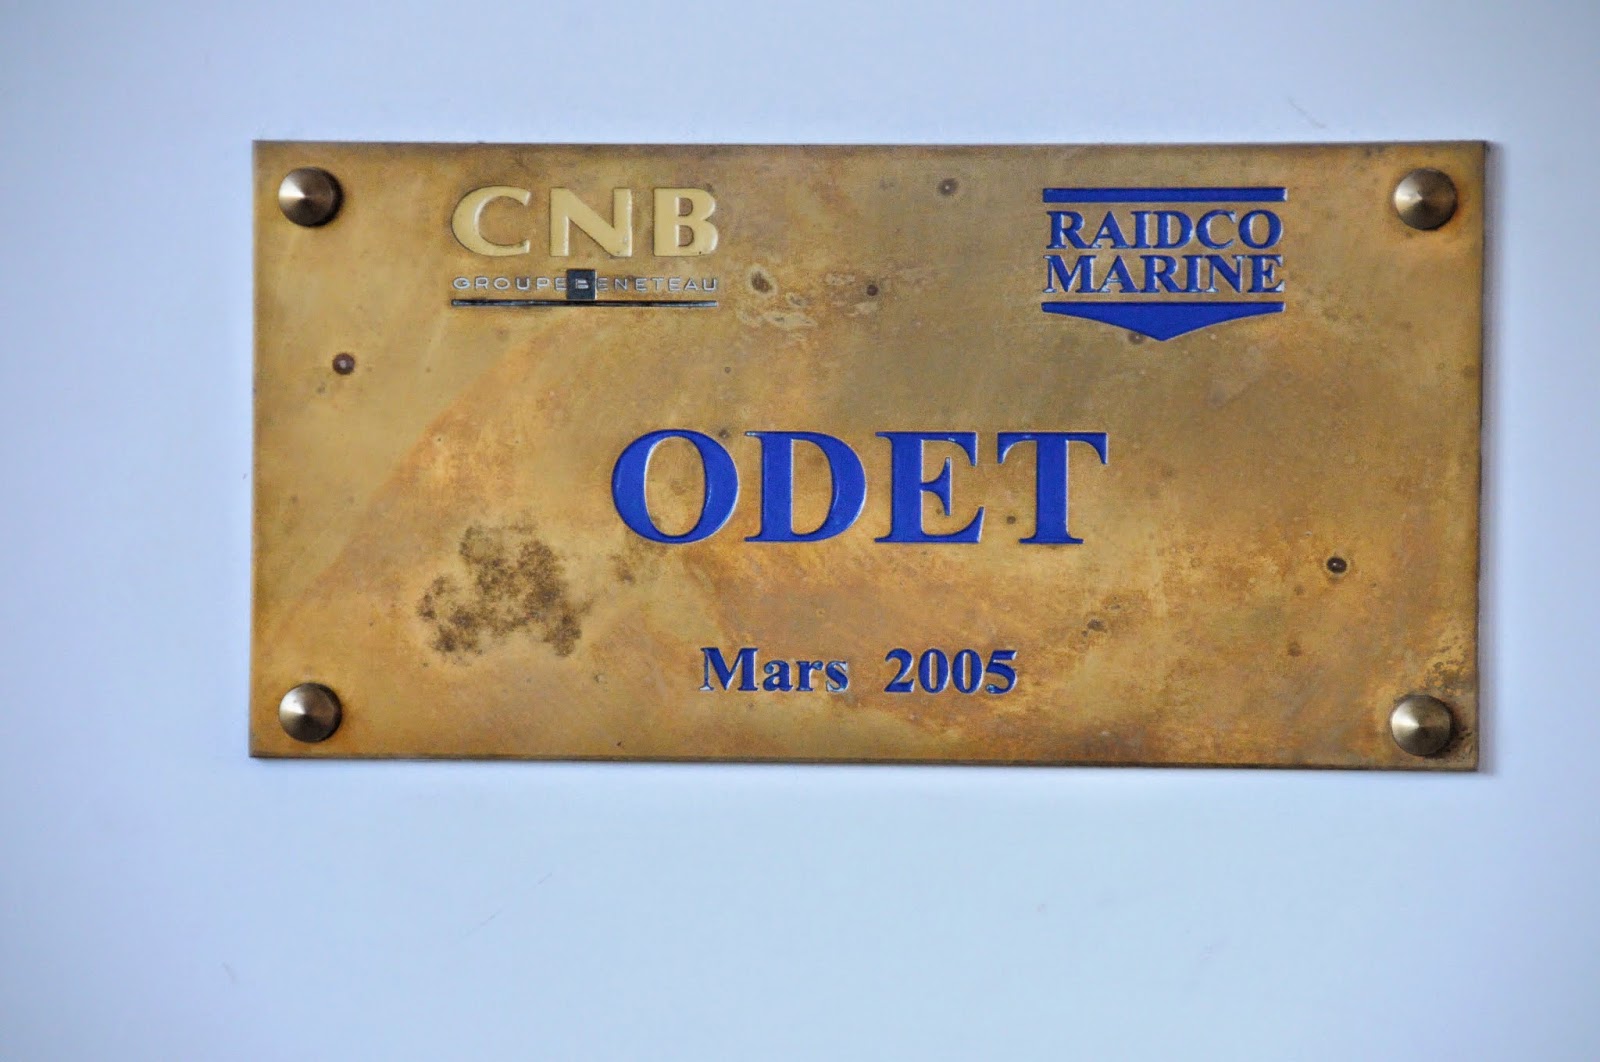 CNB
GROUPE BENETEAU
RAIDCO
MARINE
ODET
Mars 2005